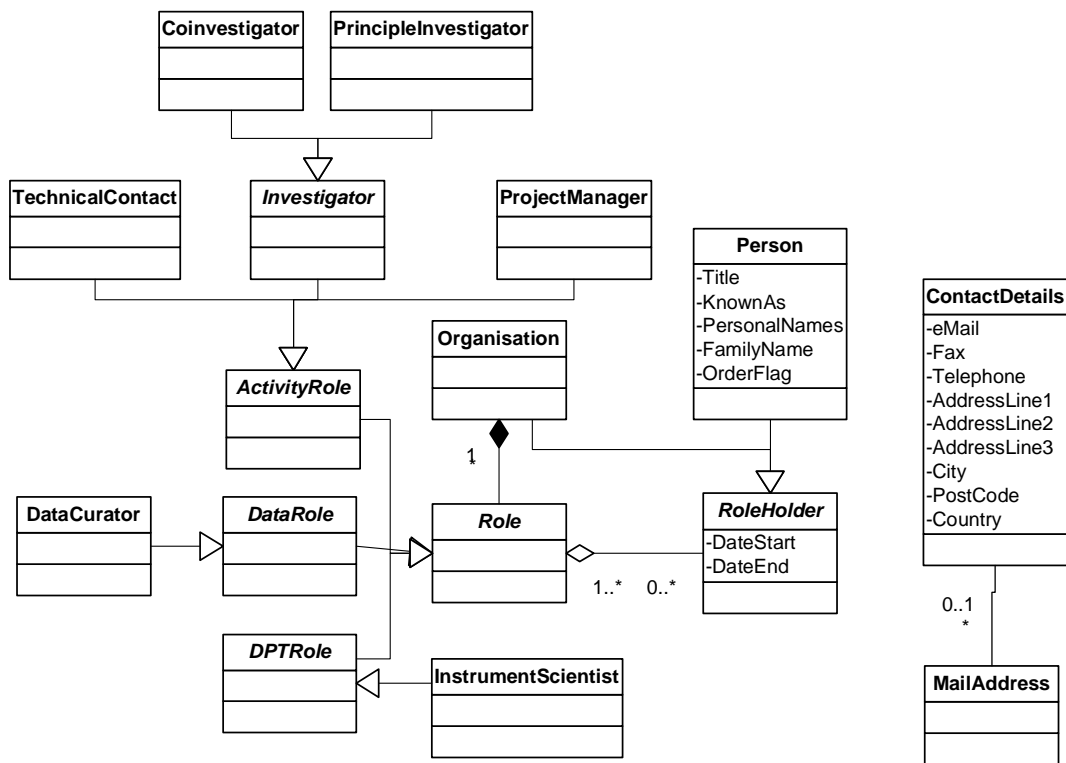 Coinvestigator
PrincipleInvestigator
TechnicalContact
Investigator
ProjectManager
Person
-Title
-KnownAs
-PersonalNames
-FamilyName
-OrderFlag
ContactDetails
-eMail
-Fax
-Telephone
-AddressLine1
-AddressLine2
-AddressLine3
-City
-PostCode
-Country
Organisation
ActivityRole
1
*
DataCurator
DataRole
Role
RoleHolder
-DateStart
-DateEnd
1..*
0..*
0..1
*
DPTRole
InstrumentScientist
MailAddress